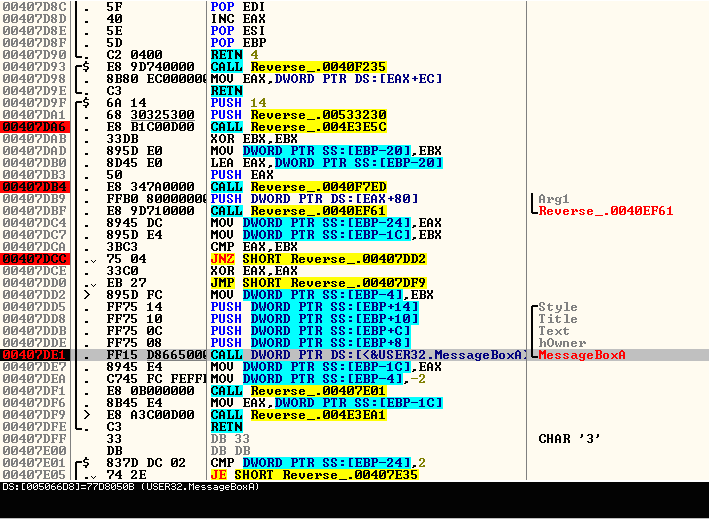 00407D8C . 5F POP EDI
00407D8D . 40 INC EAX
00407D8E . 5E POP ESI
00407D8F . 5D POP EBP
00407D90 . C2 0400 RETN 4
00407D93 $ E8 9D740000 CALL Reverse_.0040F235
00407D98 . 8B80 EC000000 MOV EAX,DWORD PTR DS:[EAX+EC]
00407D9E . C3 RETN
00407D9F $ 6A 14 PUSH 14
00407DA1 . 68 30325300 PUSH Reverse_.00533230
00407DA6 . E8 B1C00D00 CALL Reverse_.004E3E5C
00407DAB . 33DB XOR EBX,EBX
00407DAD . 895D E0 MOV DWORD PTR SS:[EBP-20],EBX
00407DB0 . 8D45 E0 LEA EAX,DWORD PTR SS:[EBP-20]
00407DB3 . 50 PUSH EAX
00407DB4 . E8 347A0000 CALL Reverse_.0040F7ED
00407DB9 . FFB0 80000000 PUSH DWORD PTR DS:[EAX+80] Arg1
00407DBF . E8 9D710000 CALL Reverse_.0040EF61 Reverse_.0040EF61
00407DC4 . 8945 DC MOV DWORD PTR SS:[EBP-24],EAX
00407DC7 . 895D E4 MOV DWORD PTR SS:[EBP-1C],EBX
00407DCA . 3BC3 CMP EAX,EBX
00407DCC .⌄ 75 04 JNZ SHORT Reverse_.00407DD2
00407DCE . 33C0 XOR EAX,EAX
00407DD0 .⌄ EB 27 JMP SHORT Reverse_.00407DF9
00407DD2 > 895D FC MOV DWORD PTR SS:[EBP-4],EBX
00407DD5 . FF75 14 PUSH DWORD PTR SS:[EBP+14] Style
00407DD8 . FF75 10 PUSH DWORD PTR SS:[EBP+10] Title
00407DDB . FF75 0C PUSH DWORD PTR SS:[EBP+C] Text
00407DDE . FF75 08 PUSH DWORD PTR SS:[EBP+8] hOwner
00407DE1 . FF15 D8665000 CALL DWORD PTR DS:[<&USER32.MessageBoxA> MessageBoxA
00407DE7 . 8945 E4 MOV DWORD PTR SS:[EBP-1C],EAX
00407DEA . C745 FC FEFFF MOV DWORD PTR SS:[EBP-4],-2
00407DF1 . E8 0B000000 CALL Reverse_.00407E01
00407DF6 . 8B45 E4 MOV EAX,DWORD PTR SS:[EBP-1C]
00407DF9 > E8 A3C00D00 CALL Reverse_.004E3EA1
00407DFE . C3 RETN
00407DFF 33 DB 33 CHAR '3'
00407E00 DB DB DB
00407E01 $ 837D DC 02 CMP DWORD PTR SS:[EBP-24],2
00407E05 .⌄ 74 2E JE SHORT Reverse_.00407E35
DS:[005066D8]=77D8050B (USER32.MessageBoxA)